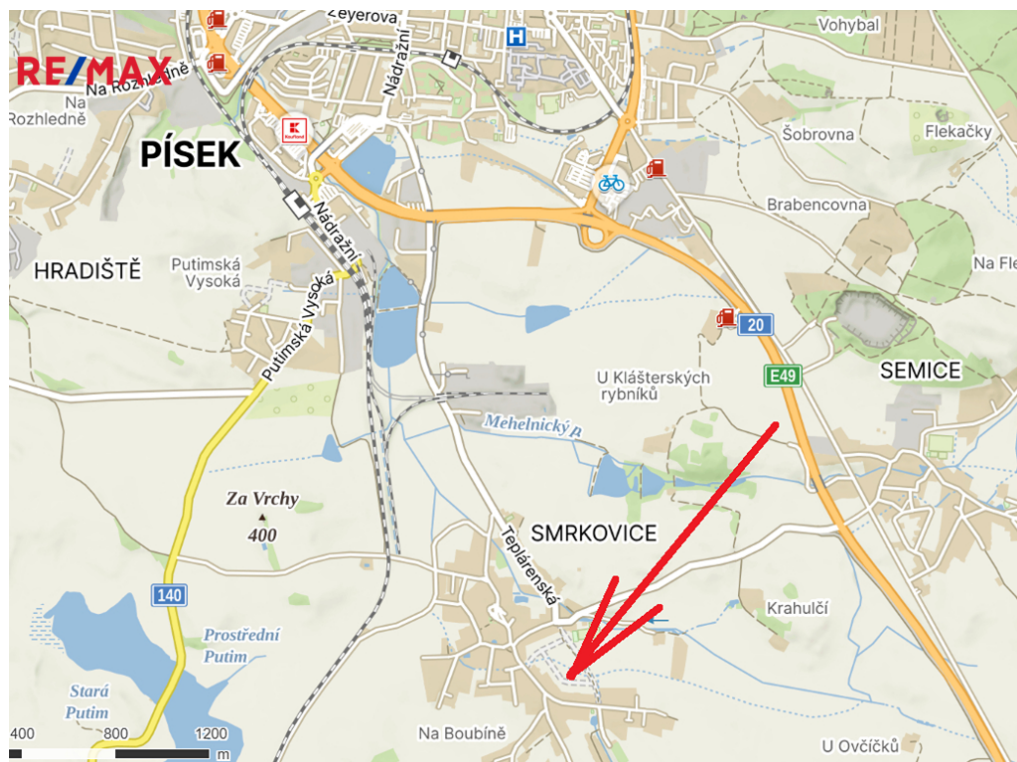 Zeyerova
H
Vohybal
RE/MAX
Na Rozhledně
Na
Rozhledně
Nádražní
Kaufland
PÍSEK
Šobrovna
Flekačky
Brabencovna
Nádražní
HRADIŠTĚ
Putimská
Vysoká
Na Fle
Putimská Vysoká
20
E49
SEMICE
U Klášterských
rybníků
Mehelnický p.
Za Vrchy
400
SMRKOVICE
Teplárenská
140
Krahulčí
Prostřední
Putim
Stará
Putim
Na Boubíně
U Ovčíčků
400 800 1200
m